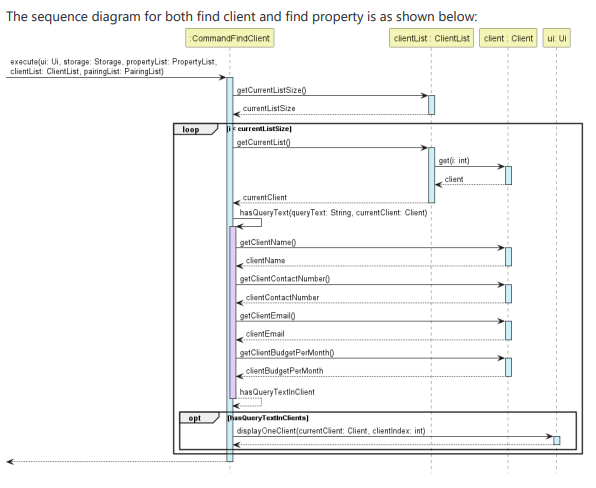 The sequence diagram for both find client and find property is as shown below:
:CommandFindClient
clientList : ClientList
client : Client
ui: Ui
execute(ui: Ui, storage: Storage, propertyList: PropertyList,
clientList: ClientList, pairingList: PairingList)
getCurrentListSize()
currentListSize
loop
[i < currentListSize]
getCurrentList()
get(i: int)
client
currentClient
hasQueryText(queryText: String, currentClient: Client)
getClientName()
clientName
getClientContactNumber()
clientContactNumber
getClientEmail()
clientEmail
getClientBudgetPerMonth()
clientBudgetPerMonth
hasQueryTextInClient
opt
[hasQueryTextInClients]
displayOneClient(currentClient: Client, clientIndex: int)